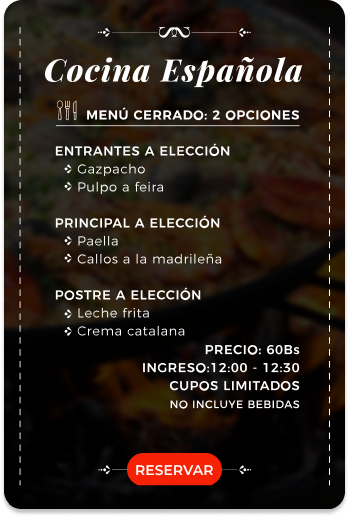 Cocina Española
MENÚ CERRADO: 2 OPCIONES
ENTRANTES A ELECCIÓN
Gazpacho
Pulpo a feira
PRINCIPAL A ELECCIÓN
Paella
Callos a la madrileña
POSTRE A ELECCIÓN
Leche frita
Crema catalana
PRECIO: 60Bs
INGRESO:12:00 - 12:30
CUPOS LIMITADOS
NO INCLUYE BEBIDAS
RESERVAR